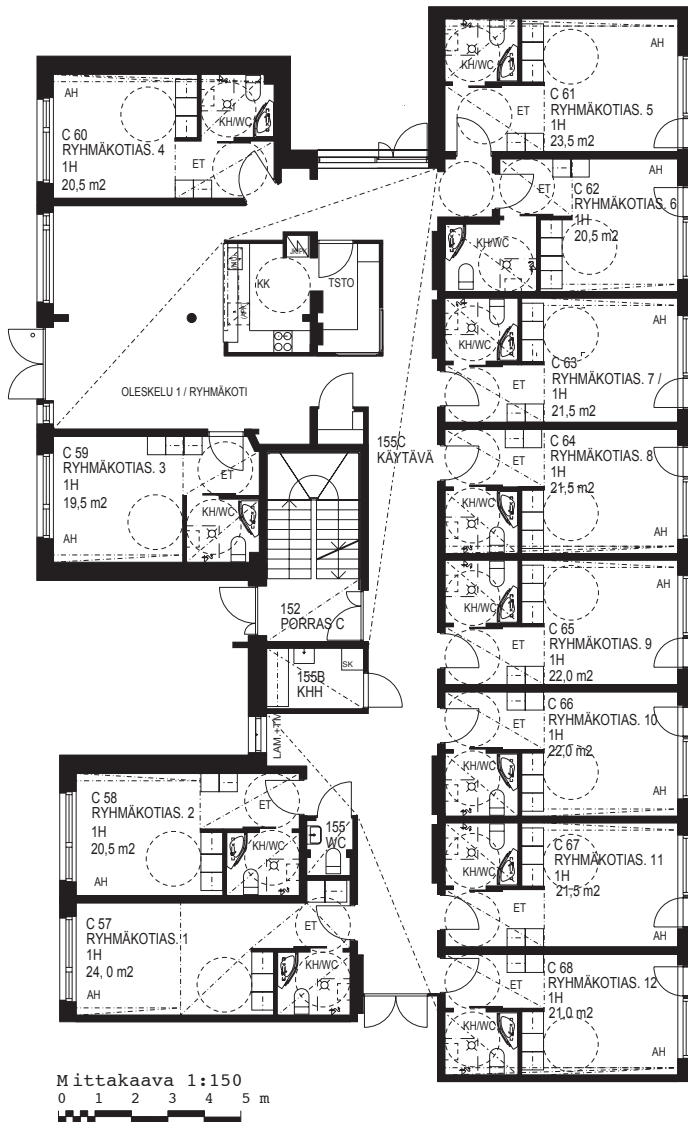 AH
KH/WC
C 60
RYHMÄKOTIAS. 4
1H
20,5 m2
ET
KH/WC
AH
ET
C 61
RYHMÄKOTIAS. 5
1H
23,5 m2
AH
ET
C 62
RYHMÄKOTIAS. 6
1H
20,5 m2
KH/WC
KK
TSTO
OLESKELU 1 / RYHMÄKOTI
KH/WC
AH
C 63
RYHMÄKOTIAS. 7 /
1H
21,5 m2
ET
155C
KÄYTÄVÄ
C 59
RYHMÄKOTIAS. 3
1H
19,5 m2
ET
KH/WC
AH
ET
C 64
RYHMÄKOTIAS. 8
1H
21,5 m2
KH/WC
AH
152
PORRAS C
KH/WC
AH
C 65
RYHMÄKOTIAS. 9
1H
22,0 m2
ET
155B
KHH
SK
LAM.+TM
ET
C 66
RYHMÄKOTIAS. 10
1H
22,0 m2
KH/WC
AH
C 58
RYHMÄKOTIAS. 2
1H
20,5 m2
ET
KH/WC
AH
155
WC
KH/WC
C 67
RYHMÄKOTIAS. 11
1H
21,5 m2
ET
AH
C 57
RYHMÄKOTIAS. 1
1H
24, 0 m2
ET
KH/WC
AH
ET
C 68
RYHMÄKOTIAS. 12
1H
21,0 m2
KH/WC
AH
Mittakaava 1:150
0 1 2 3 4 5 m